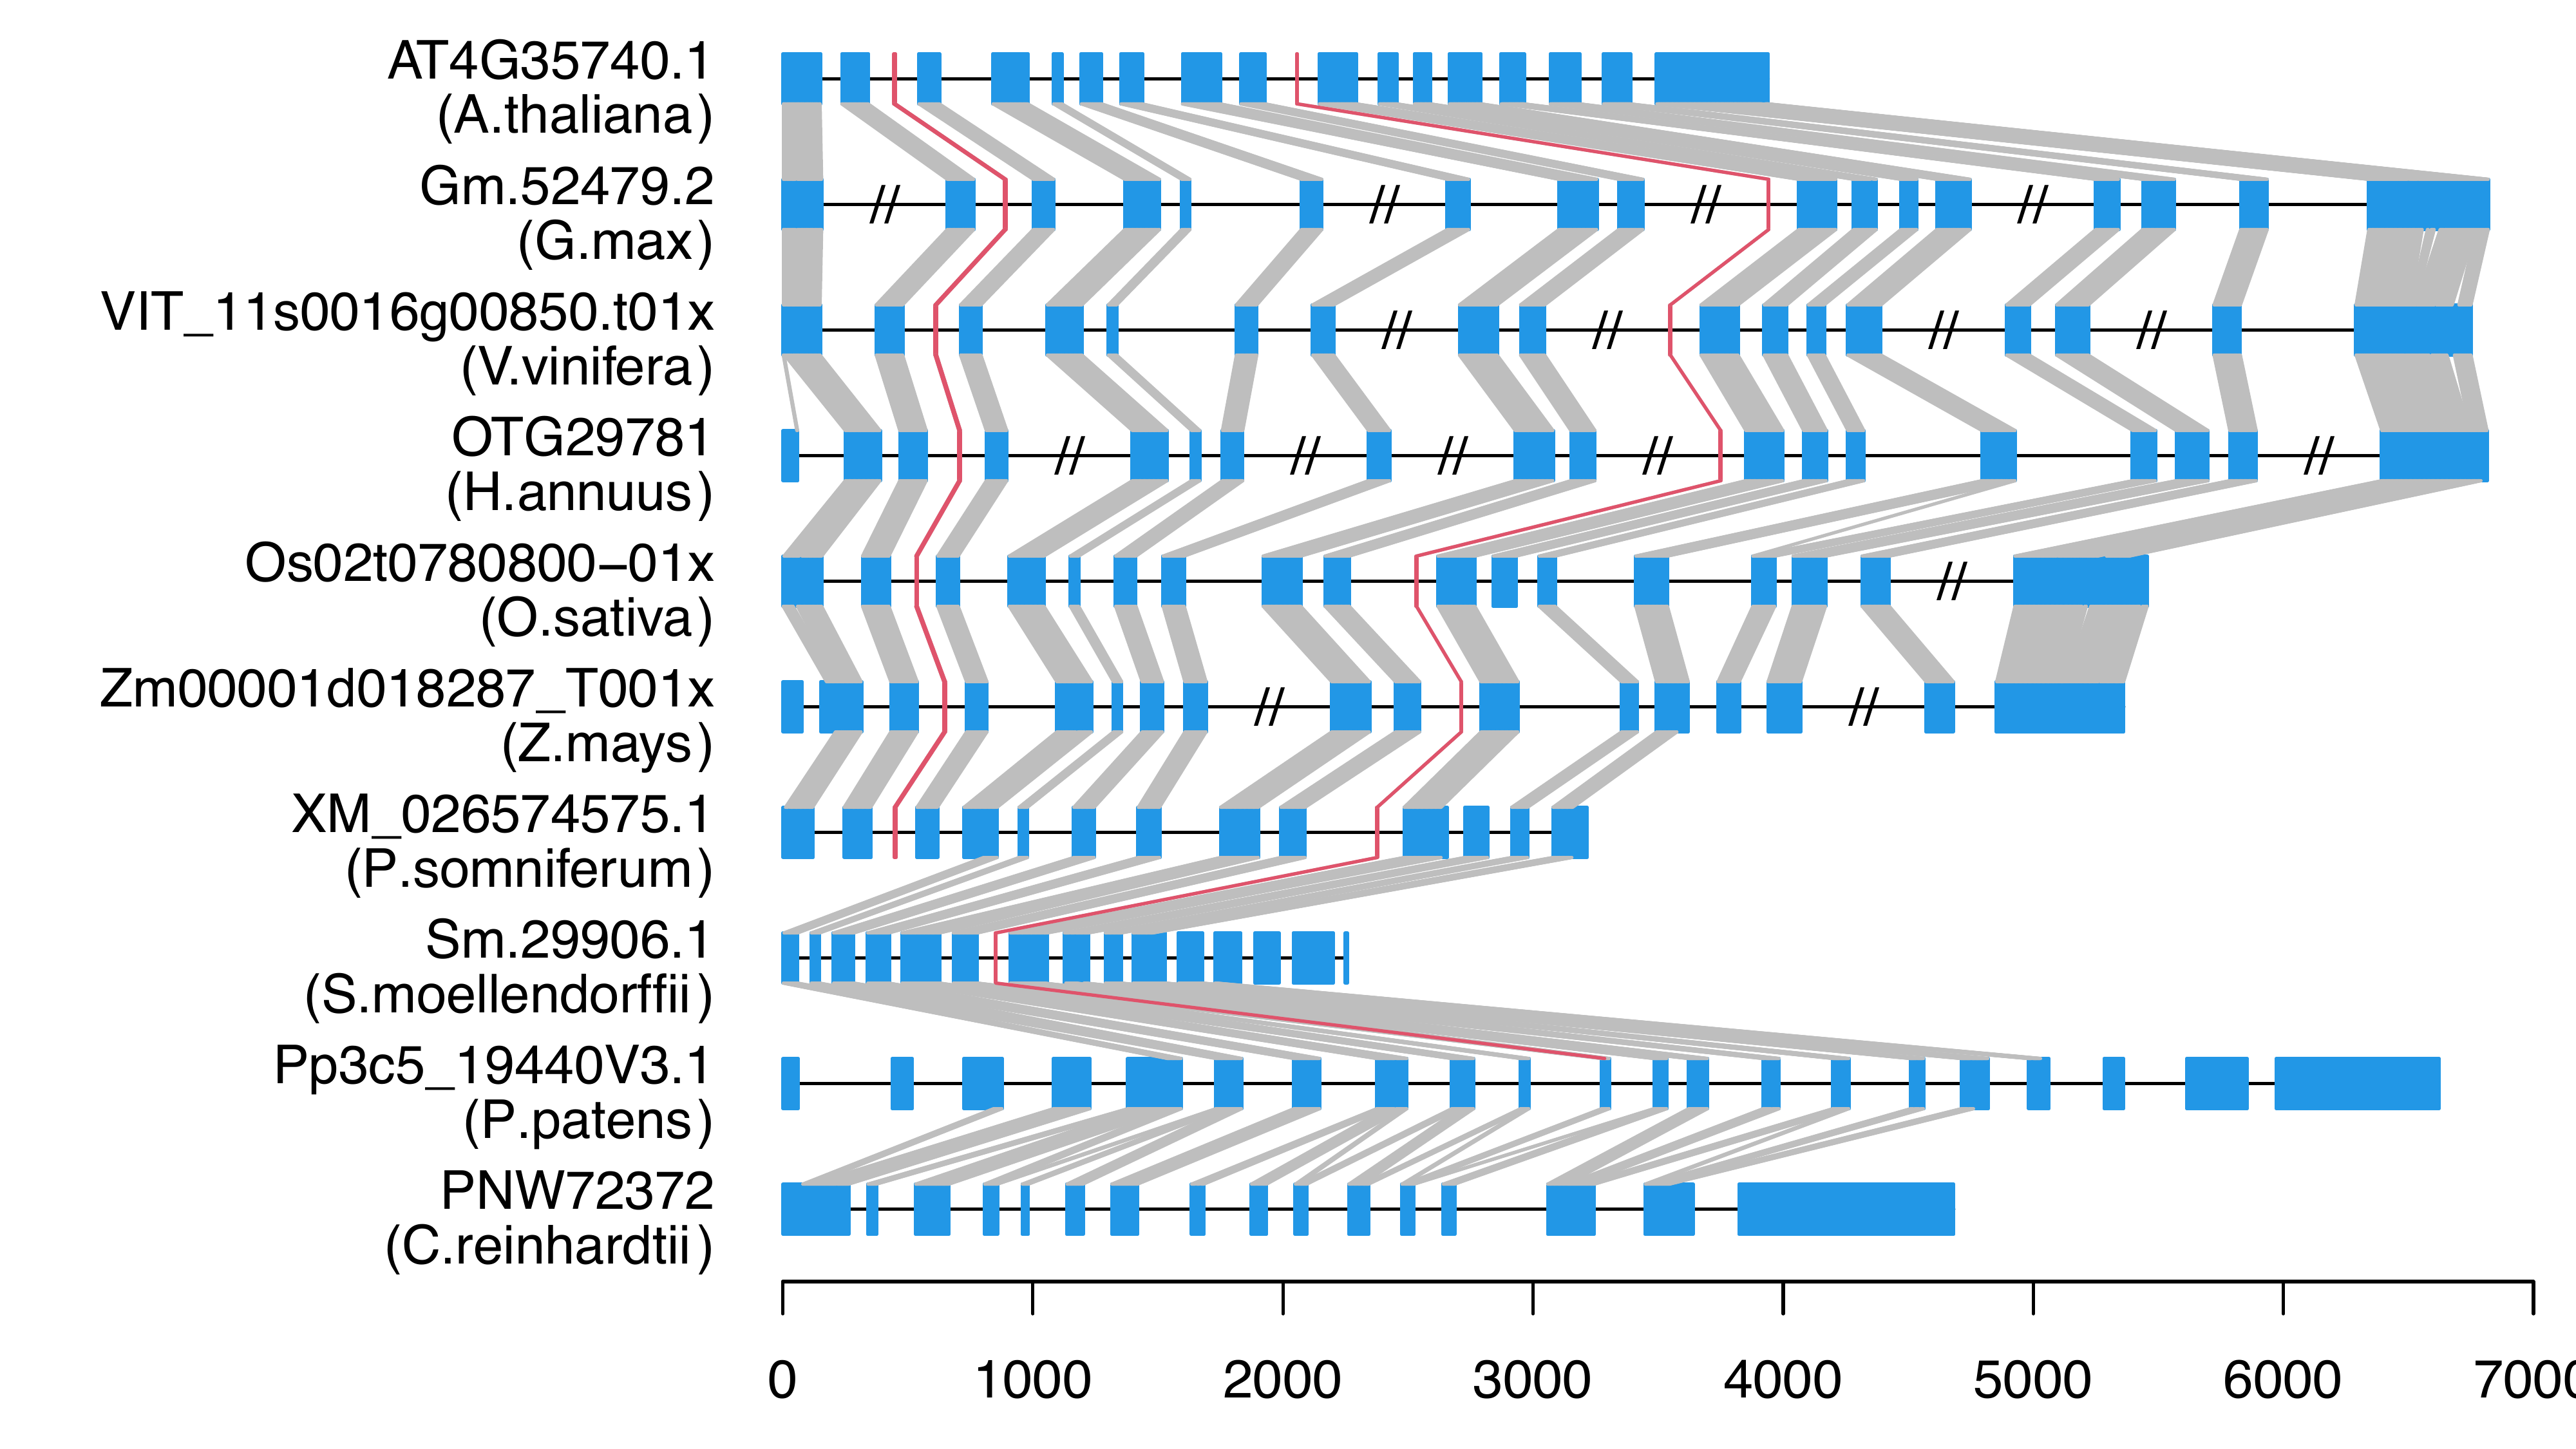 AT4G35740.1
(A.thaliana)
Gm.52479.2
(G.max)
VIT_11s0016g00850.t01x
(V.vinifera)
OTG29781
(H.annuus)
Os02t0780800−01x
(O.sativa)
Zm00001d018287_T001x
(Z.mays)
XM_026574575.1
(P.somniferum)
Sm.29906.1
(S.moellendorffii)
Pp3c5_19440V3.1
(P.patens)
PNW72372
(C.reinhardtii)
0 1000 2000 3000 4000 5000 6000 7000